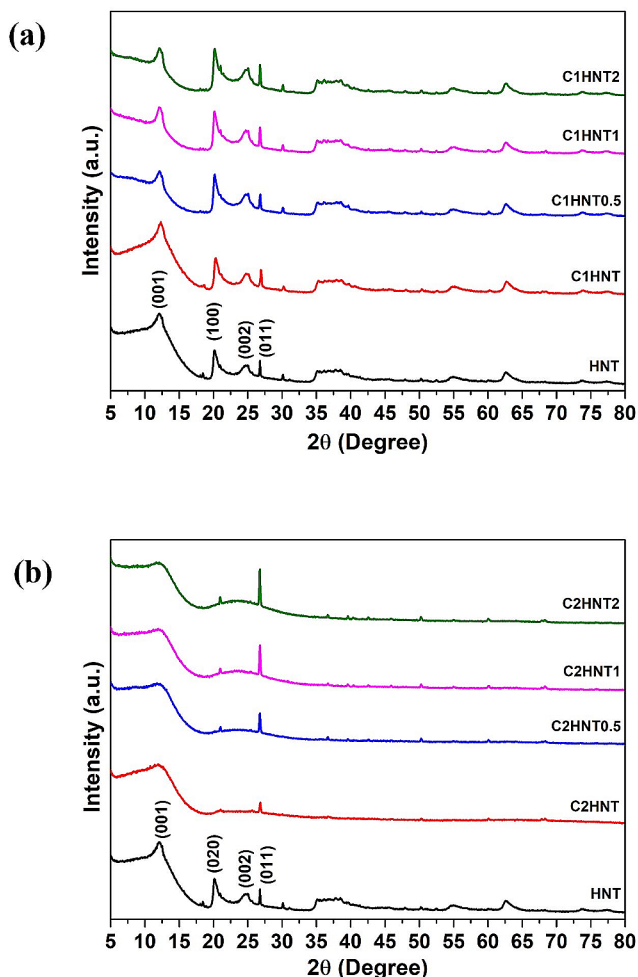 (a)
Intensity (a.u.)
C1HNT2
C1HNT1
C1HNT0.5
C1HNT
HNT
(001)
(100)
(002)
(011)
5 10 15 20 25 30 35 40 45 50 55 60 65 70 75 80
2θ (Degree)
(b)
Intensity (a.u.)
C2HNT2
C2HNT1
C2HNT0.5
C2HNT
HNT
(001)
(020)
(002)
(011)
5 10 15 20 25 30 35 40 45 50 55 60 65 70 75 80
2θ (Degree)